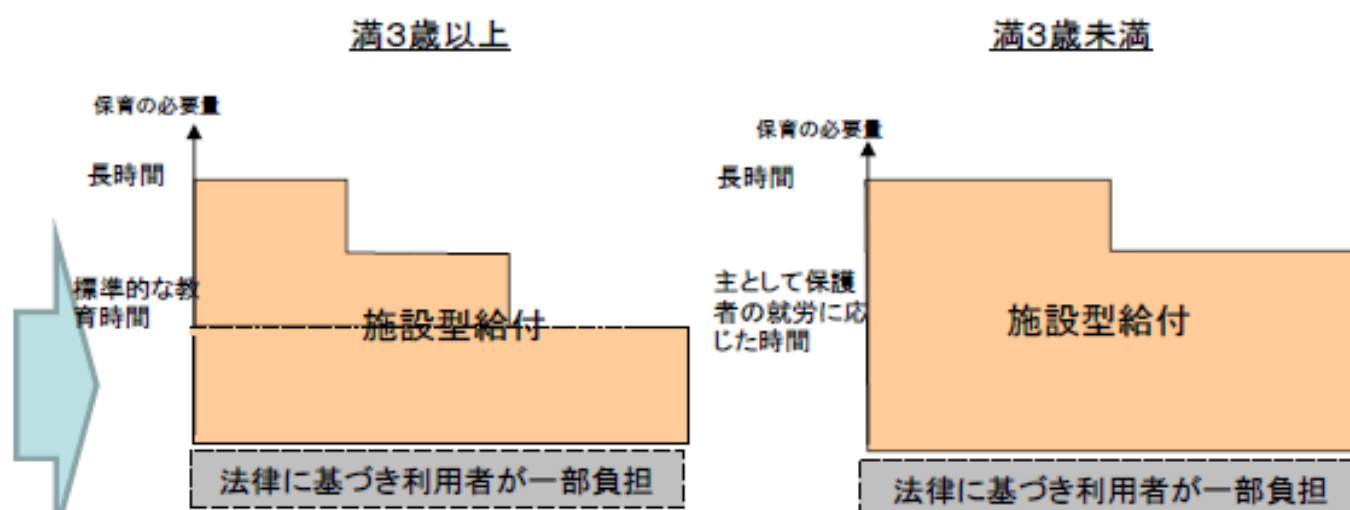 満3歳以上
保育の必要量
長時間
標準的な教
育時間
施設型給付
法律に基づき利用者が一部負担
満3歳未満
保育の必要量
長時間
主として保護
者の就労に応
じた時間
施設型給付
法律に基づき利用者が一部負担